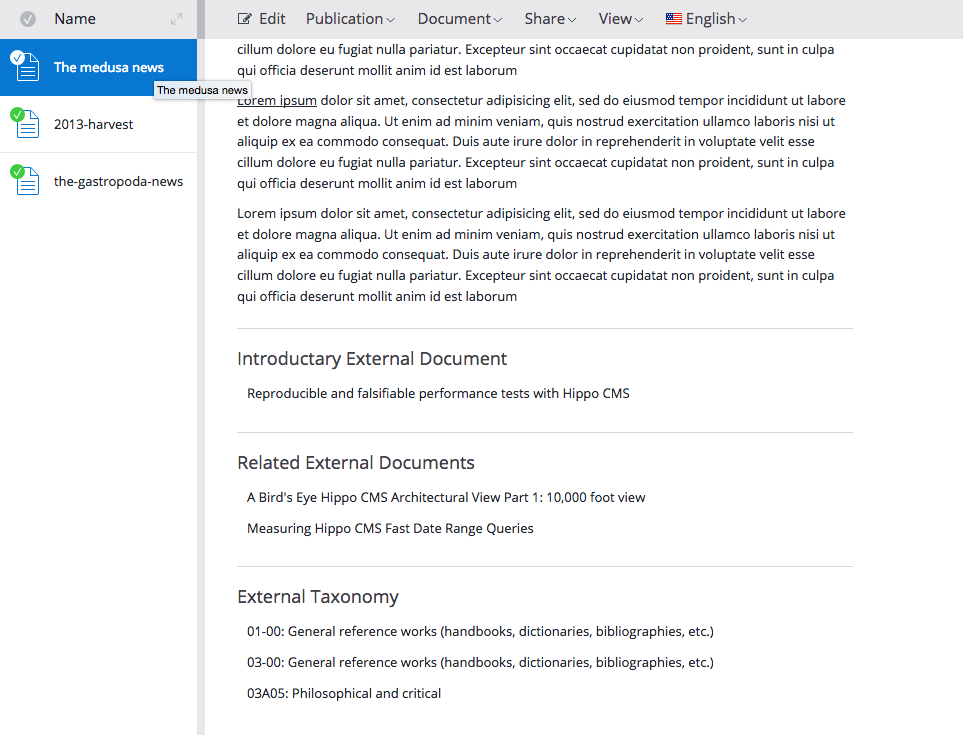 Name
The medusa news
The medusa news
2013-harvest
the-gastropoda-news
Edit Publication Document Share View English
cillum dolore eu fugiat nulla pariatur. Excepteur sint occaecat cupidatat non proident, sunt in culpa
qui officia deserunt mollit anim id est laborum
Lorem ipsum dolor sit amet, consectetur adipisicing elit, sed do eiusmod tempor incididunt ut labore
et dolore magna aliqua. Ut enim ad minim veniam, quis nostrud exercitation ullamco laboris nisi ut
aliquip ex ea commodo consequat. Duis aute irure dolor in reprehenderit in voluptate velit esse
cillum dolore eu fugiat nulla pariatur. Excepteur sint occaecat cupidatat non proident, sunt in culpa
qui officia deserunt mollit anim id est laborum
Lorem ipsum dolor sit amet, consectetur adipisicing elit, sed do eiusmod tempor incididunt ut labore
et dolore magna aliqua. Ut enim ad minim veniam, quis nostrud exercitation ullamco laboris nisi ut
aliquip ex ea commodo consequat. Duis aute irure dolor in reprehenderit in voluptate velit esse
cillum dolore eu fugiat nulla pariatur. Excepteur sint occaecat cupidatat non proident, sunt in culpa
qui officia deserunt mollit anim id est laborum
Introductary External Document
Reproducible and falsifiable performance tests with Hippo CMS
Related External Documents
A Bird's Eye Hippo CMS Architectural View Part 1: 10,000 foot view
Measuring Hippo CMS Fast Date Range Queries
External Taxonomy
01-00: General reference works (handbooks, dictionaries, bibliographies, etc.)
03-00: General reference works (handbooks, dictionaries, bibliographies, etc.)
03A05: Philosophical and critical